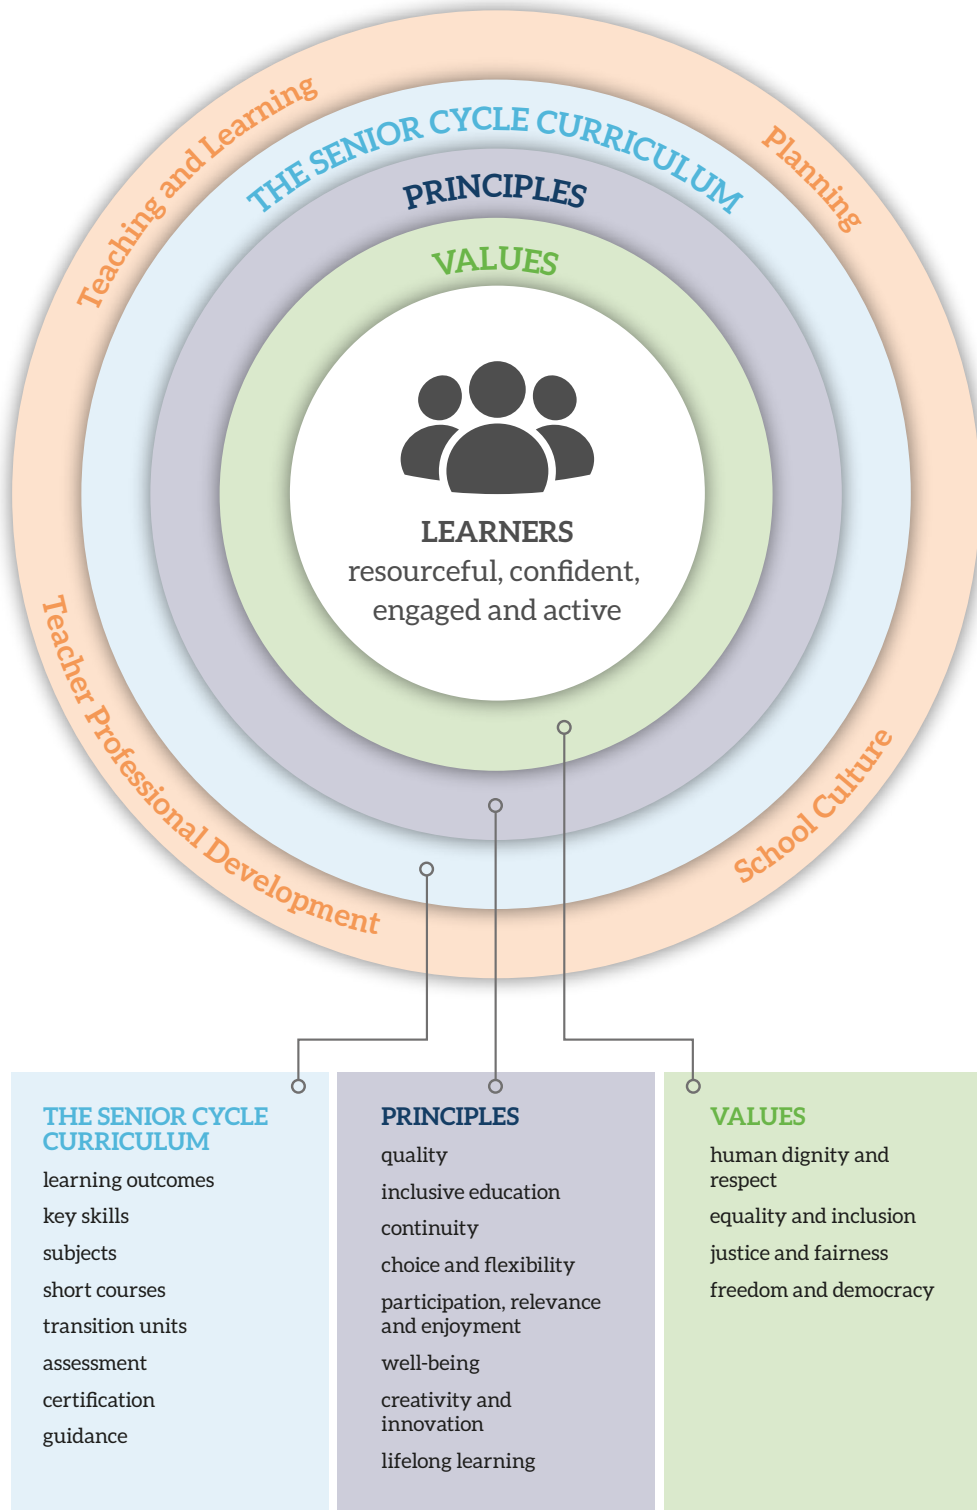 Teaching and Learning
Planning
THE SENIOR CYCLE CURRICULUM
PRINCIPLES
VALUES
LEARNERS
resourceful, confident,
engaged and active
Teacher Professional Development
School Culture
THE SENIOR CYCLE
CURRICULUM
learning outcomes
key skills
subjects
short courses
transition units
assessment
certification
guidance
PRINCIPLES
quality
inclusive education
continuity
choice and flexibility
participation, relevance
and enjoyment
well-being
creativity and
innovation
lifelong learning
VALUES
human dignity and
respect
equality and inclusion
justice and fairness
freedom and democracy